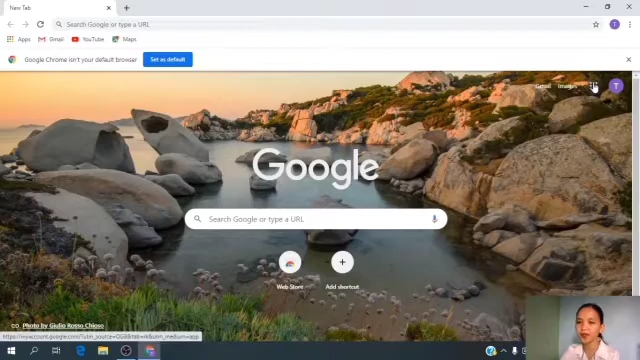 New Tab
Search Google or type a URL
Apps
Gmail
YouTube
Maps
T
Google Chrome isn't your default browser
Set as default
Gmail
Images
T
Google
Search Google or type a URL
Web Store
Add shortcut
Photo by Giulio Rosso Chioso